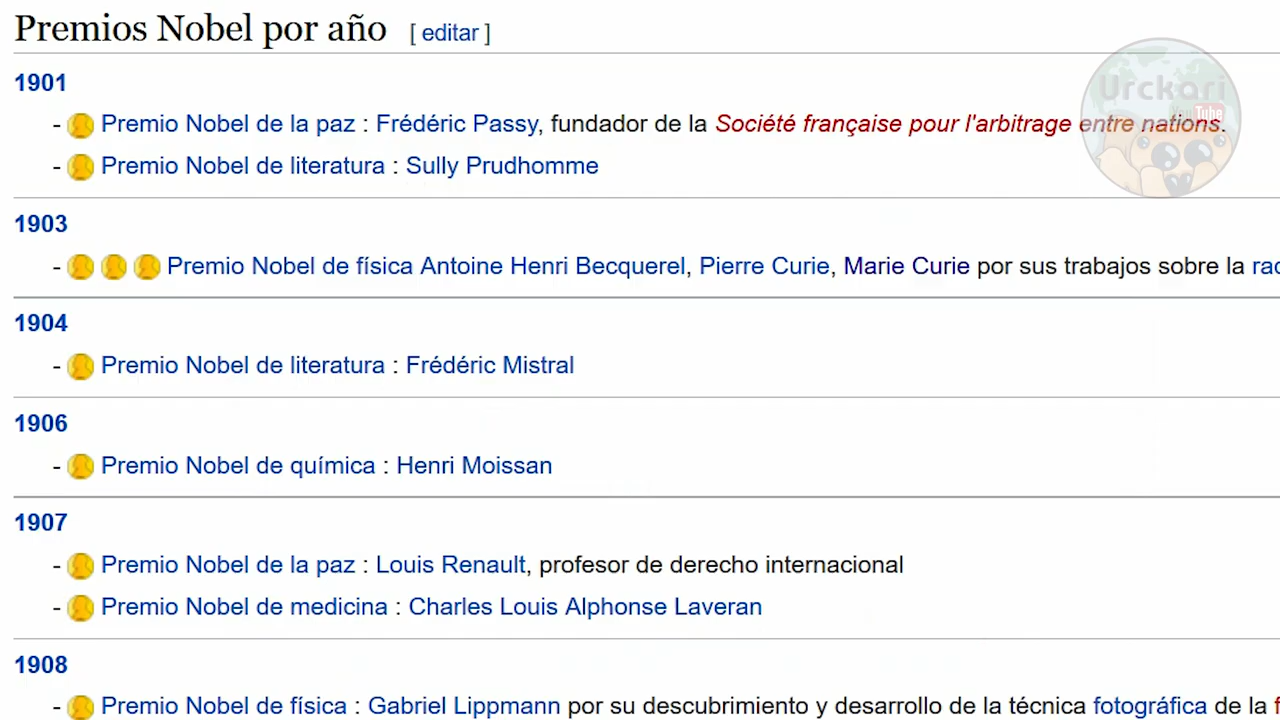 Premios Nobel por año [ editar ]
1901
- Premio Nobel de la paz : Frédéric Passy, fundador de la Société française pour l'arbitrage entre nations.
- Premio Nobel de literatura : Sully Prudhomme
1903
- Premio Nobel de física Antoine Henri Becquerel, Pierre Curie, Marie Curie por sus trabajos sobre la
1904
- Premio Nobel de literatura : Frédéric Mistral
1906
- Premio Nobel de química : Henri Moissan
1907
- Premio Nobel de la paz : Louis Renault, profesor de derecho internacional
- Premio Nobel de medicina : Charles Louis Alphonse Laveran
1908
- Premio Nobel de física : Gabriel Lippmann por su descubrimiento y desarrollo de la técnica fotográfica de la
Urckari
YouTube